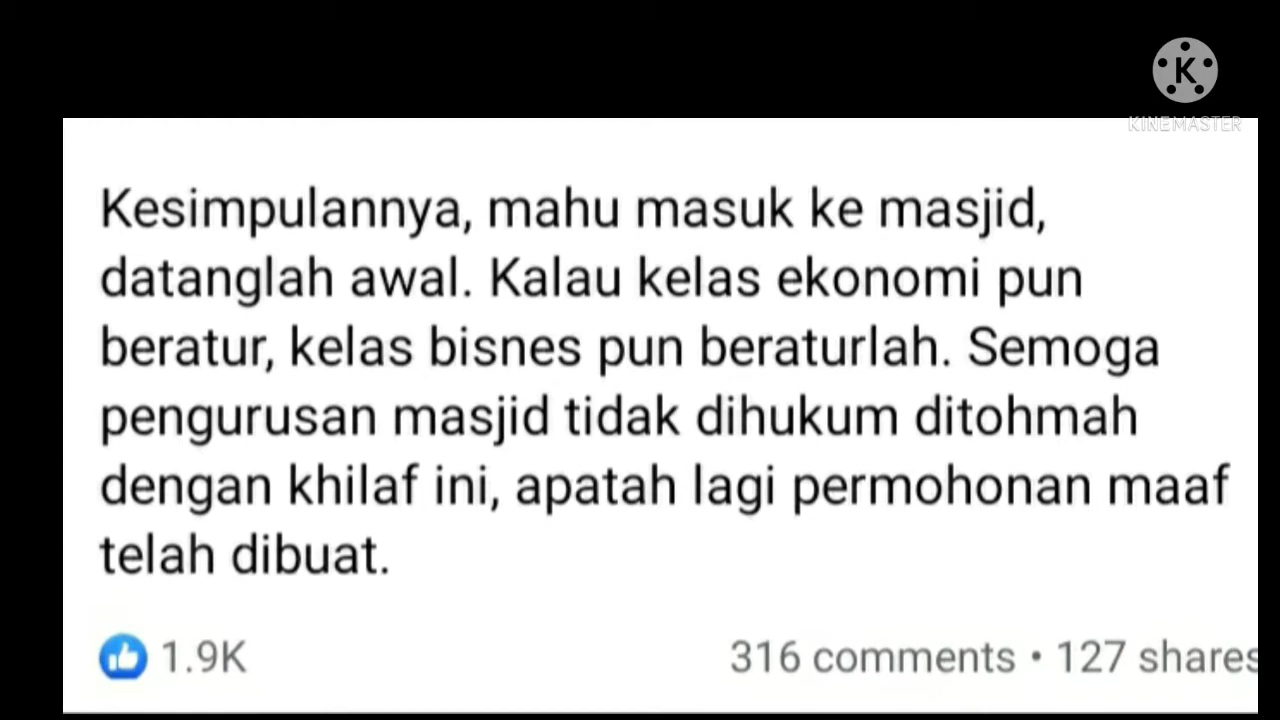 K
KINEMASTER
Kesimpulannya, mahu masuk ke masjid,
datanglah awal. Kalau kelas ekonomi pun
beratur, kelas bisnes pun beraturlah. Semoga
pengurusan masjid tidak dihukum ditohmah
dengan khilaf ini, apatah lagi permohonan maaf
telah dibuat.
1.9K
316 comments • 127 shares